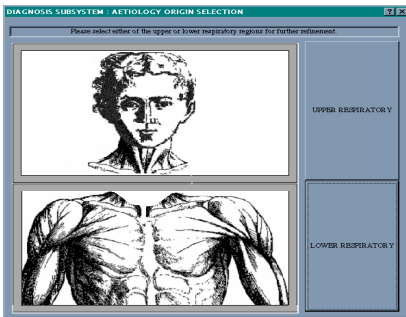 DIAGNOSIS SUBSYSTEM : AETIOLOGY ORIGIN SELECTION
Please select either of the upper or lower respiratory regions for further refinement.
UPPER RESPIRATORY
LOWER RESPIRATORY